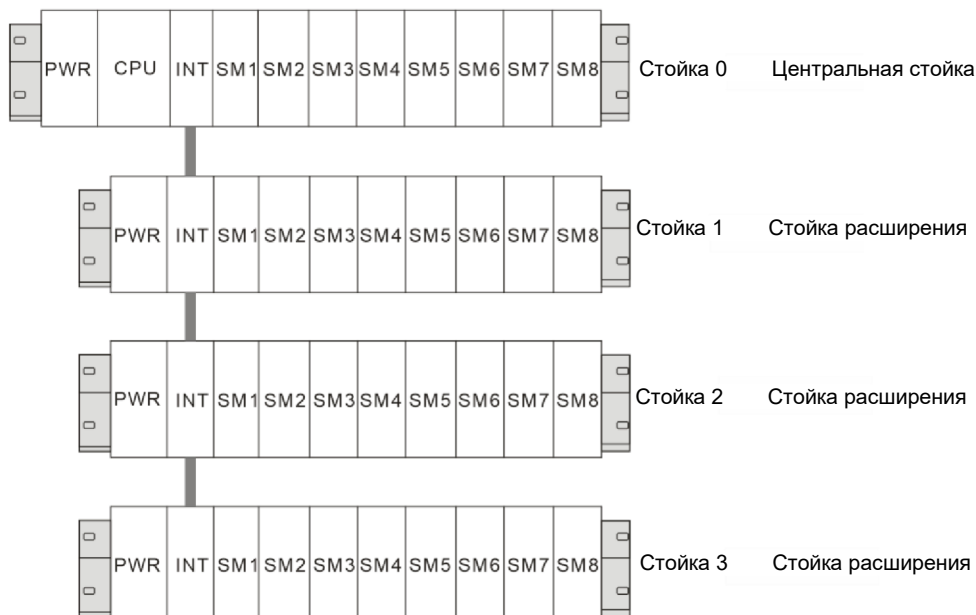 PWR CPU INT SM1 SM2 SM3 SM4 SM5 SM6 SM7 SM8 Стойка 0 Центральная стойка
PWR INT SM1 SM2 SM3 SM4 SM5 SM6 SM7 SM8 Стойка 1 Стойка расширения
PWR INT SM1 SM2 SM3 SM4 SM5 SM6 SM7 SM8 Стойка 2 Стойка расширения
PWR INT SM1 SM2 SM3 SM4 SM5 SM6 SM7 SM8 Стойка 3 Стойка расширения